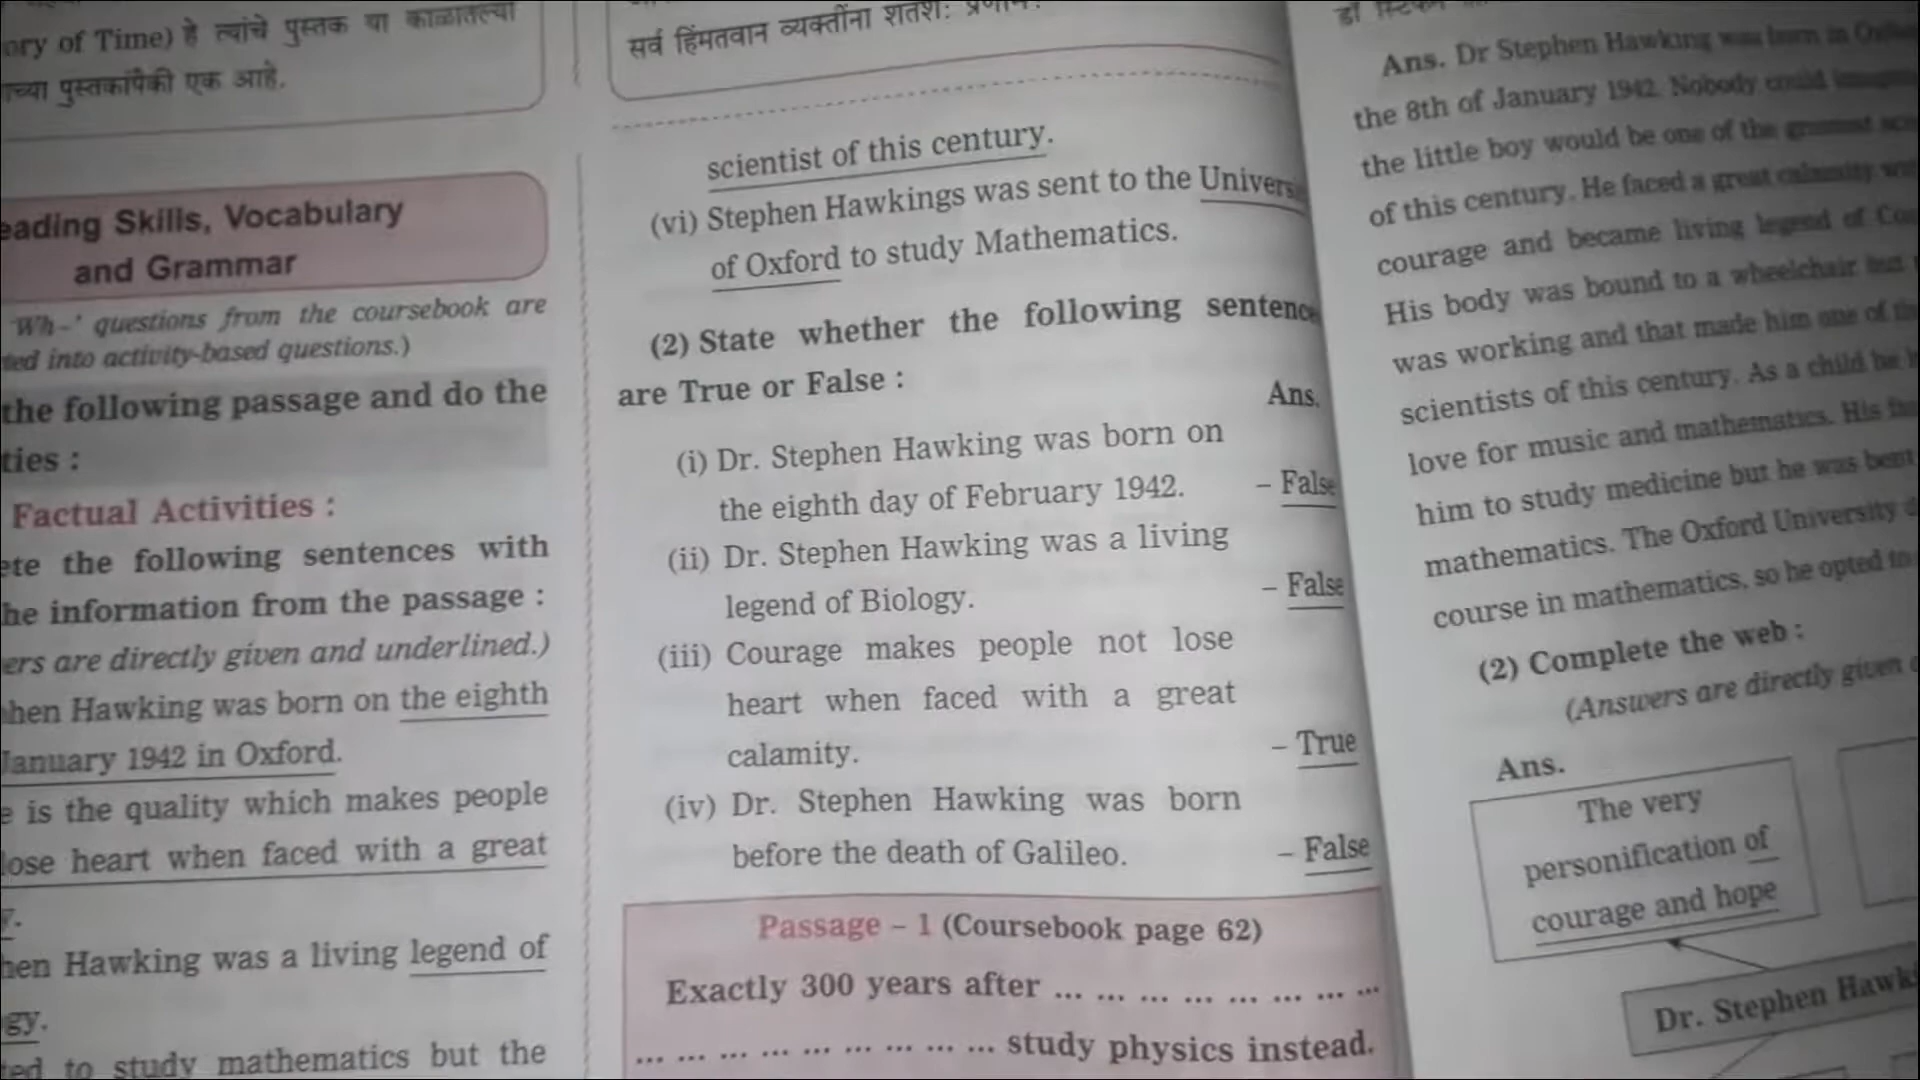 ory of Time) हे त्यांचे पुस्तक या काळातल्या
च्या पुस्तकांपैकी एक आहे.
eading Skills, Vocabulary
and Grammar
'Wh-' questions from the coursebook are
ted into activity-based questions.)
the following passage and do the
ties :
Factual Activities :
ete the following sentences with
he information from the passage :
ers are directly given and underlined.)
hen Hawking was born on the eighth
January 1942 in Oxford.
e is the quality which makes people
lose heart when faced with a great
y.
hen Hawking was a living legend of
gy.
ted to study mathematics but the
सर्व हिंमतवान व्यक्तींना शतशः प्रणाम!
scientist of this century.
(vi) Stephen Hawkings was sent to the Univers
of Oxford to study Mathematics.
(2) State whether the following sentence
are True or False :
Ans.
(i) Dr. Stephen Hawking was born on
the eighth day of February 1942. – False
(ii) Dr. Stephen Hawking was a living
legend of Biology. – False
(iii) Courage makes people not lose
heart when faced with a great
calamity. – True
(iv) Dr. Stephen Hawking was born
before the death of Galileo. – False
Passage – 1 (Coursebook page 62)
Exactly 300 years after ... ... ... ... ... ... ... ...
... ... ... ... ... ... ... ... ... study physics instead.
डॉ
Ans. Dr Stephen Hawking was born in
the 8th of January 1942. Nobody could
the little boy would be one of the greatest
of this century. He faced a great calamity
courage and became living legend of
His body was bound to a wheelchair but
was working and that made him one of
scientists of this century. As a child he
love for music and mathematics. His
him to study medicine but he was bent
mathematics. The Oxford University d
course in mathematics, so he opted to
(2) Complete the web :
(Answers are directly given
Ans.
The very
personification of
courage and hope
Dr. Stephen Hawki